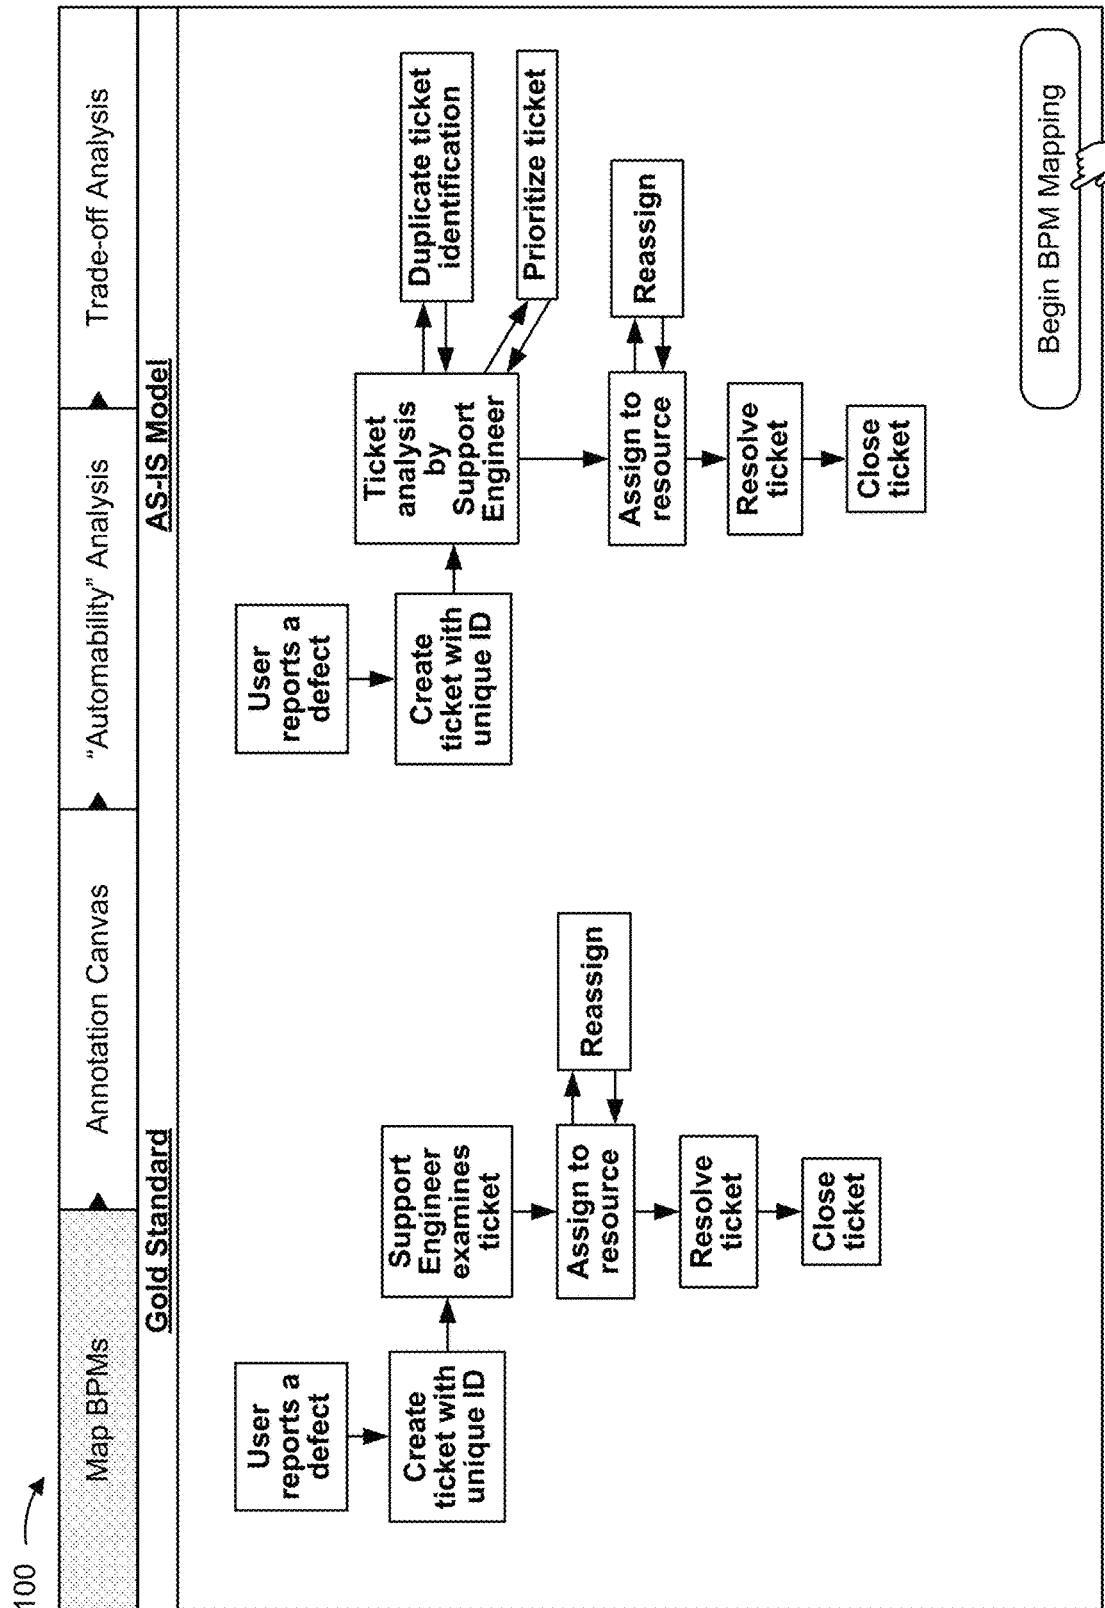 100
Map BPMs
Annotation Canvas
"Automability" Analysis
Trade-off Analysis
Gold Standard
AS-IS Model
User
reports a
defect
Create
ticket with
unique ID
Support
Engineer
examines
ticket
Assign to
resource
Reassign
Resolve
ticket
Close
ticket
User
reports a
defect
Create
ticket with
unique ID
Ticket
analysis
by
Support
Engineer
Duplicate ticket
identification
Prioritize ticket
Assign to
resource
Reassign
Resolve
ticket
Close
ticket
Begin BPM Mapping